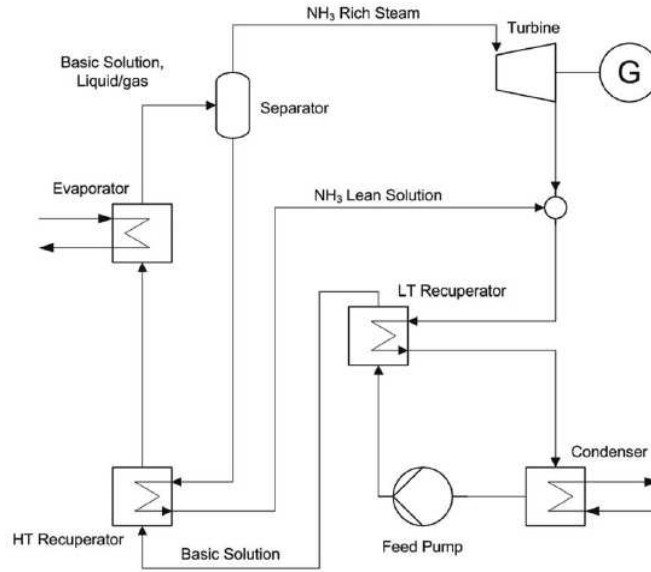 NH₃ Rich Steam
Turbine
Basic Solution,
Liquid/gas
G
Separator
Evaporator
NH₃ Lean Solution
LT Recuperator
Condenser
HT Recuperator
Basic Solution
Feed Pump